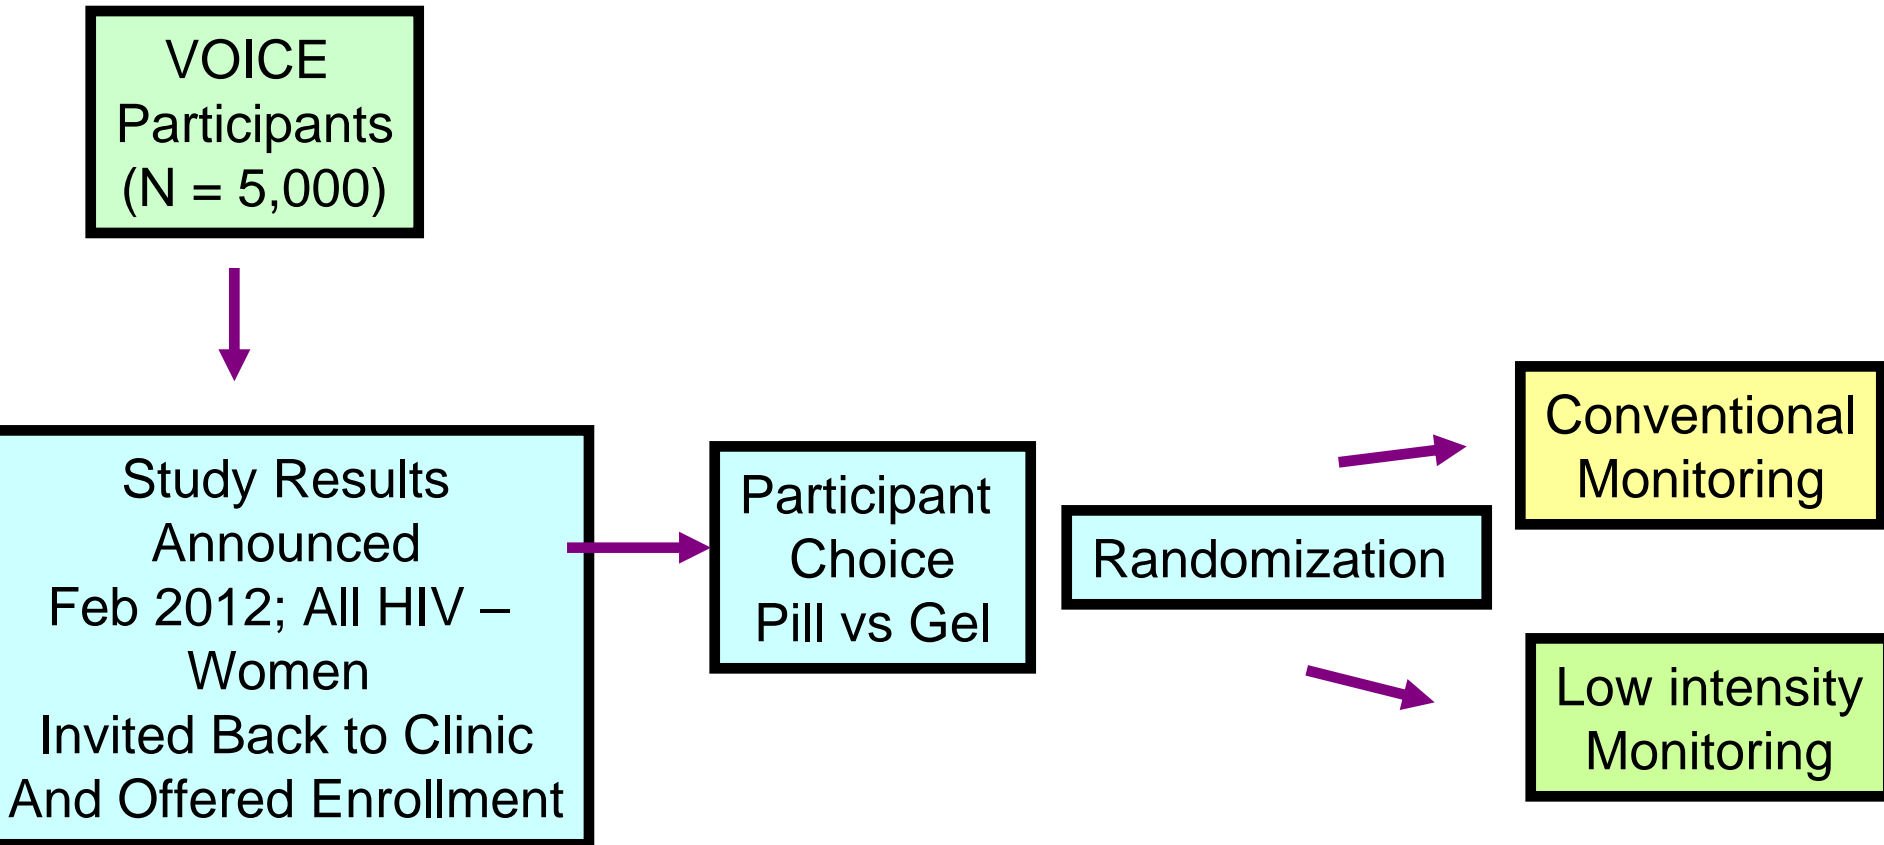 VOICE
Participants
(N = 5,000)
Study Results
Announced
Feb 2012; All HIV –
Women
Invited Back to Clinic
And Offered Enrollment
Participant
Choice
Pill vs Gel
Randomization
Conventional
Monitoring
Low intensity
Monitoring